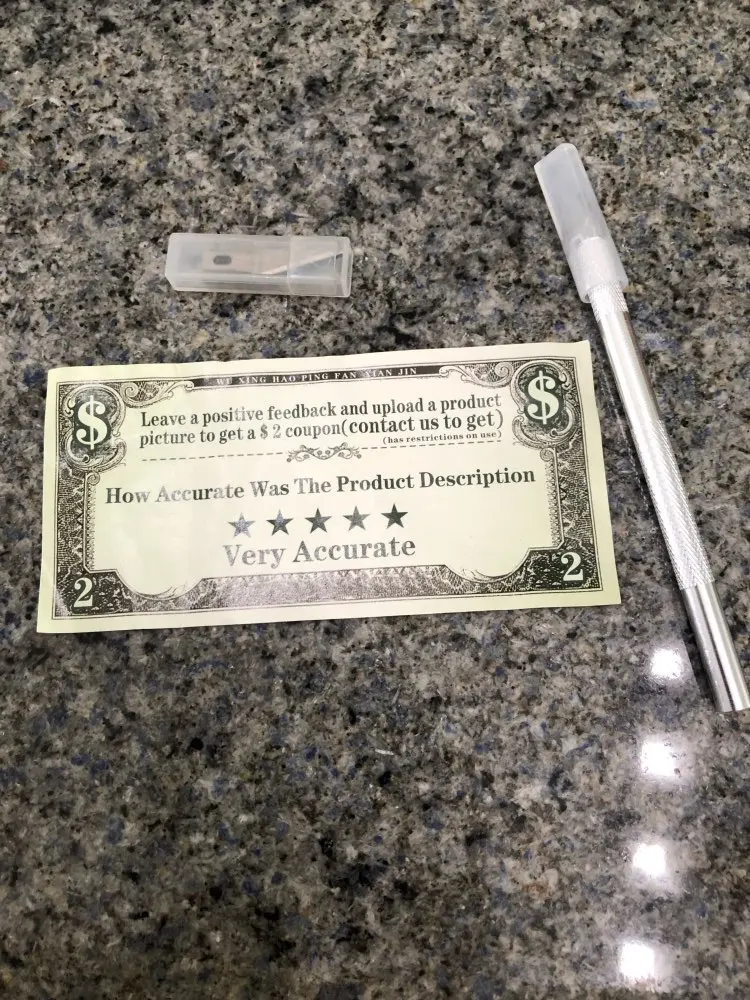 WU XING HAO PING FAN XIAN JIN
$ $
Leave a positive feedback and upload a product
picture to get a $ 2 coupon(contact us to get)
(has restrictions on use)
How Accurate Was The Product Description
★★★★★
Very Accurate
2 2